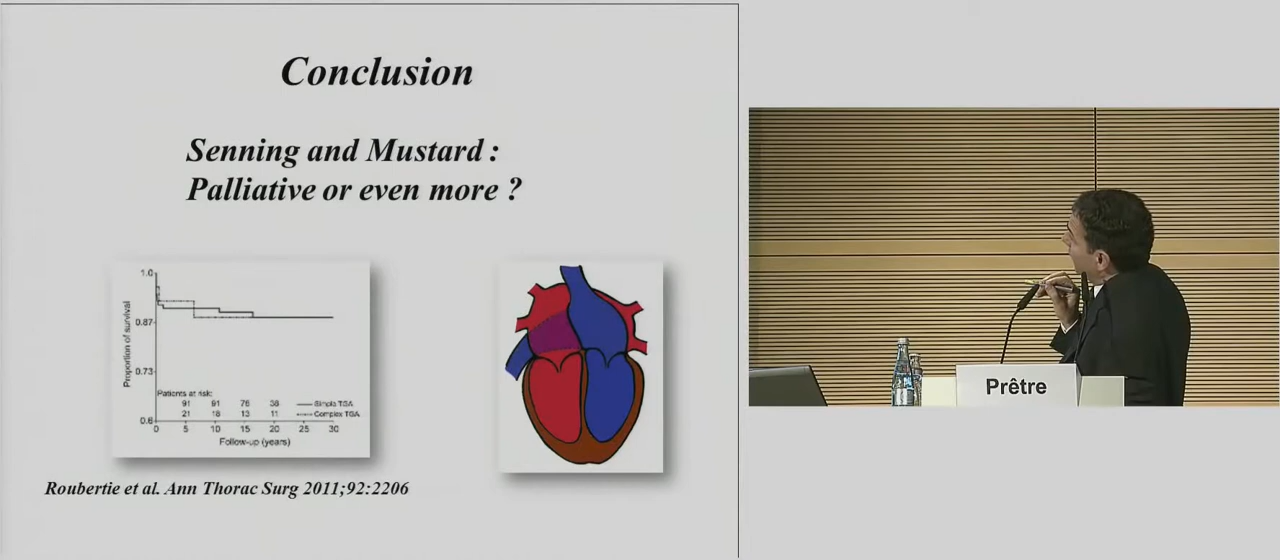 Conclusion
Senning and Mustard :
Palliative or even more ?
1.0
0.87
0.73
0.6
Proportion of survival
Patients at risk:
91 91 76 38
21 18 13 11
Simple TGA
Complex TGA
0 5 10 15 20 25 30
Follow-up (years)
Roubertie et al. Ann Thorac Surg 2011;92:2206
Prêtre